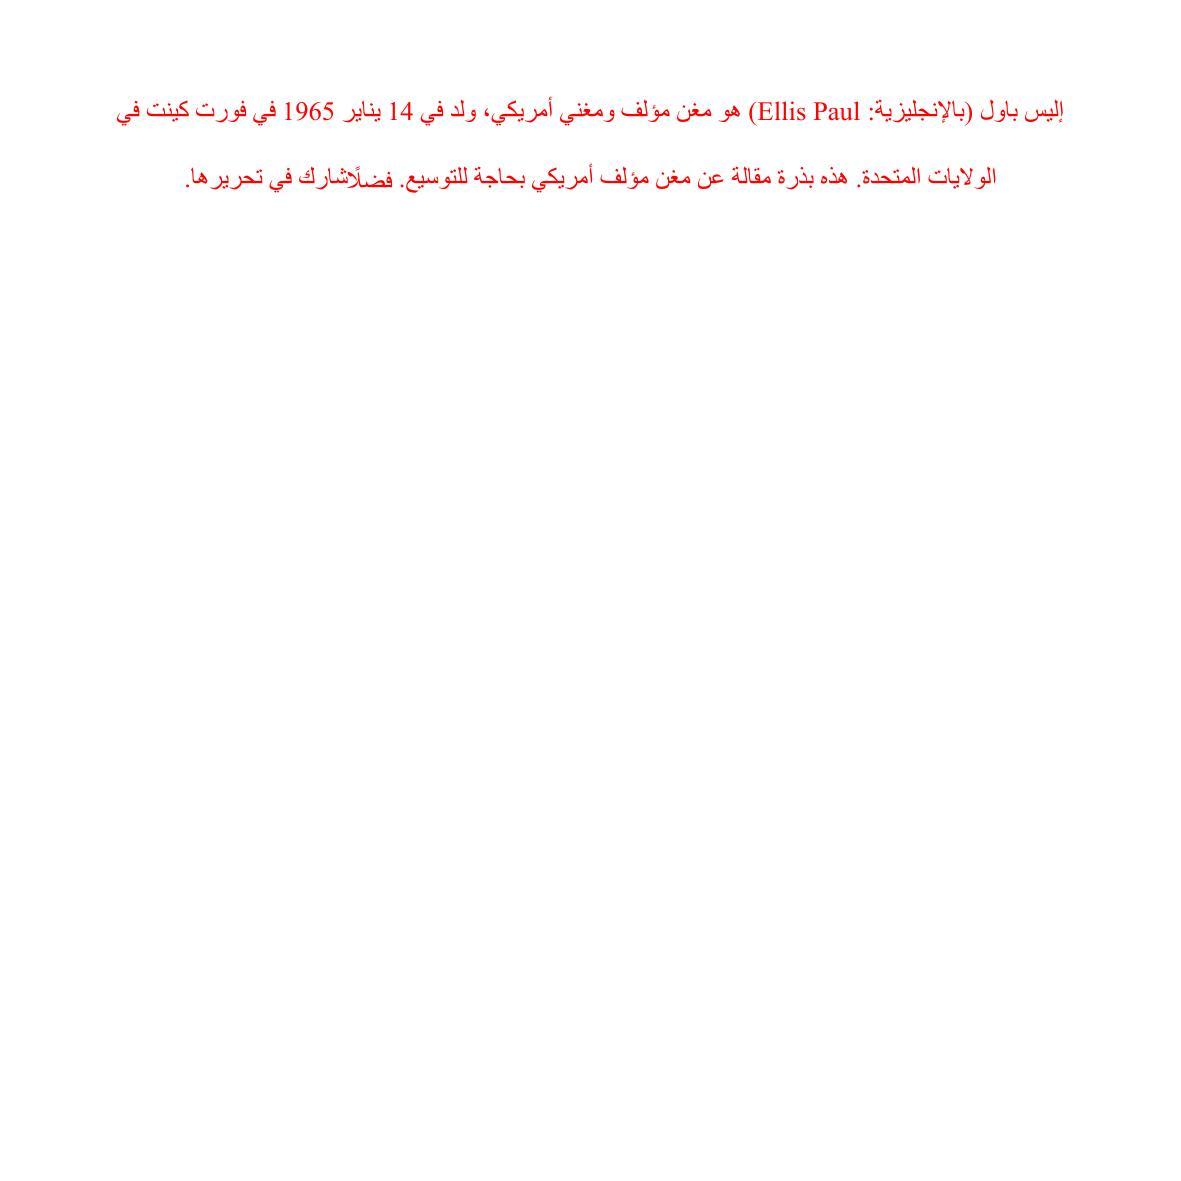 إليس باول (بالإنجليزية: Ellis Paul) هو مغن مؤلف ومغني أمريكي، ولد في 14 يناير 1965 في فورت كينت في
الولايات المتحدة. هذه بذرة مقالة عن مغن مؤلف أمريكي بحاجة للتوسيع. فضلًاشارك في تحريرها.